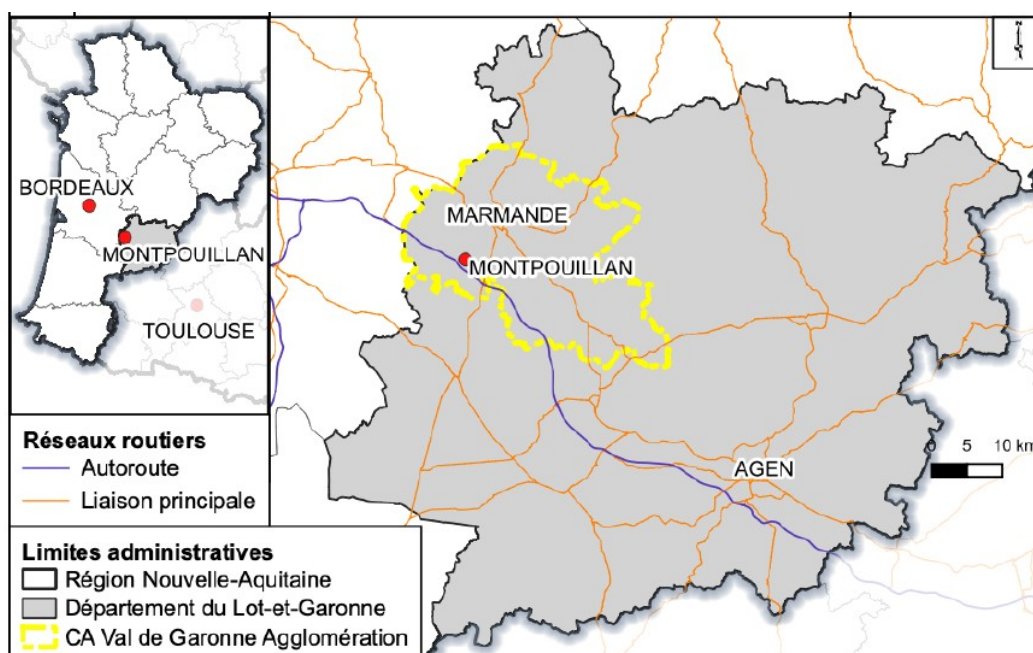 BORDEAUX
MONTPOUILLAN
TOULOUSE
MARMANDE
MONTPOUILLAN
AGEN
5 10 km
Réseaux routiers
Autoroute
Liaison principale
Limites administratives
Région Nouvelle-Aquitaine
Département du Lot-et-Garonne
CA Val de Garonne Agglomération